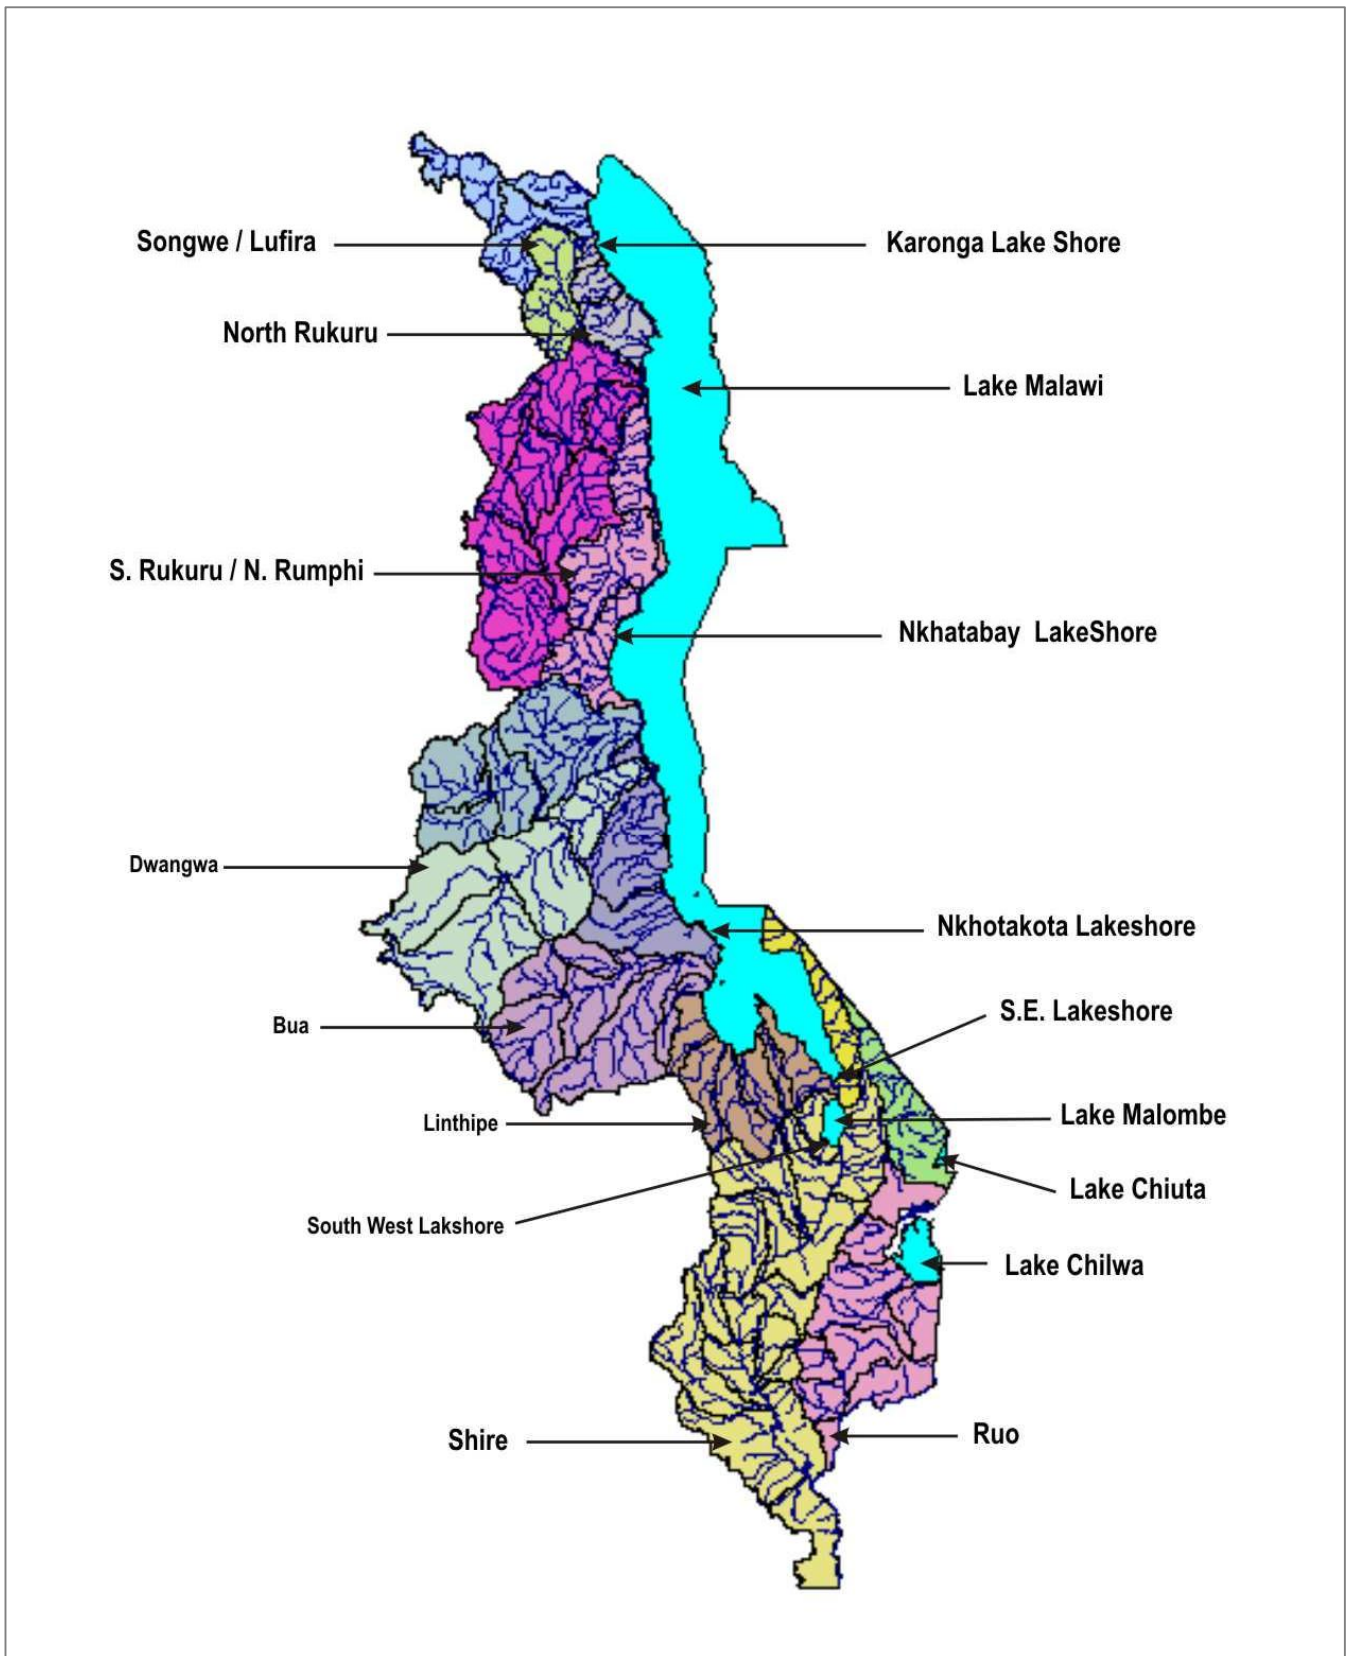 Songwe / Lufira
Karonga Lake Shore
North Rukuru
Lake Malawi
S. Rukuru / N. Rumphi
Nkhatabay LakeShore
Dwangwa
Nkhotakota Lakeshore
S.E. Lakeshore
Bua
Lake Malombe
Linthipe
Lake Chiuta
South West Lakshore
Lake Chilwa
Ruo
Shire